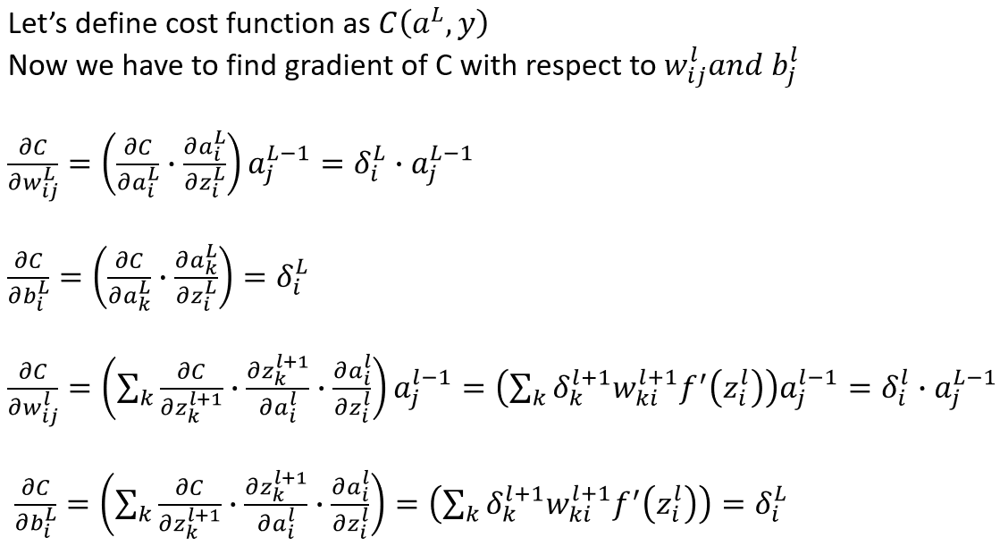 Let's define cost function as $C(a^L, y)$
Now we have to find gradient of C with respect to $w_{ij}^l and\ b_j^l$
$\frac{\partial C}{\partial w_{ij}^L} = \left(\frac{\partial C}{\partial a_i^L} \cdot \frac{\partial a_i^L}{\partial z_i^L}\right) a_j^{L-1} = \delta_i^L \cdot a_j^{L-1}$
$\frac{\partial C}{\partial b_i^L} = \left(\frac{\partial C}{\partial a_k^L} \cdot \frac{\partial a_k^L}{\partial z_i^L}\right) = \delta_i^L$
$\frac{\partial C}{\partial w_{ij}^l} = \left(\sum_k \frac{\partial C}{\partial z_k^{l+1}} \cdot \frac{\partial z_k^{l+1}}{\partial a_i^l} \cdot \frac{\partial a_i^l}{\partial z_i^l}\right) a_j^{l-1} = \left(\sum_k \delta_k^{l+1} w_{ki}^{l+1} f'(z_i^l)\right) a_j^{l-1} = \delta_i^l \cdot a_j^{L-1}$
$\frac{\partial C}{\partial b_i^L} = \left(\sum_k \frac{\partial C}{\partial z_k^{l+1}} \cdot \frac{\partial z_k^{l+1}}{\partial a_i^l} \cdot \frac{\partial a_i^l}{\partial z_i^l}\right) = \left(\sum_k \delta_k^{l+1} w_{ki}^{l+1} f'(z_i^l)\right) = \delta_i^L$